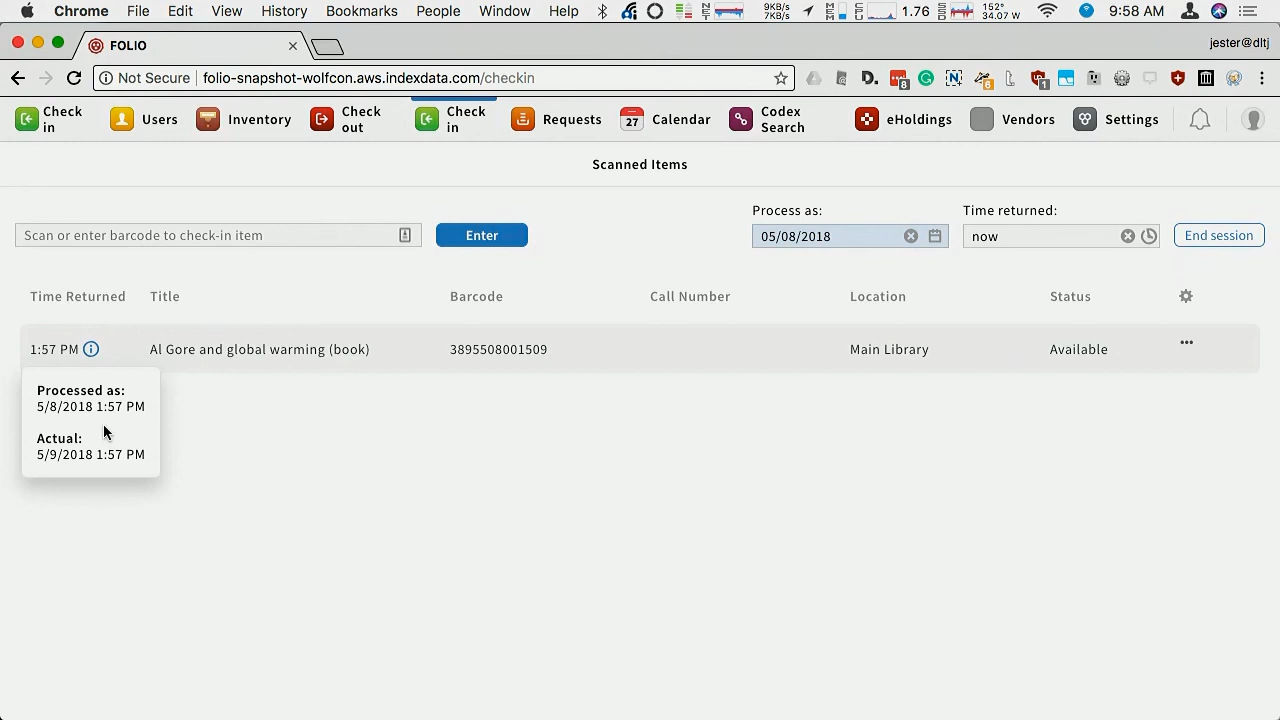 Chrome File Edit View History Bookmarks People Window Help 9KB/s 7KB/s 1.76 152° 34.07 W 9:58 AM
FOLIO
jester@dltj
Not Secure folio-snapshot-wolfcon.aws.indexdata.com/checkin
8 6 1
Check in
Users
Inventory
Check out
Check in
Requests
27 Calendar
Codex Search
eHoldings
Vendors
Settings
Scanned Items
Process as: Time returned:
Scan or enter barcode to check-in item Enter 05/08/2018 now End session
Time Returned Title Barcode Call Number Location Status
1:57 PM Al Gore and global warming (book) 3895508001509 Main Library Available •••
Processed as:
5/8/2018 1:57 PM
Actual:
5/9/2018 1:57 PM